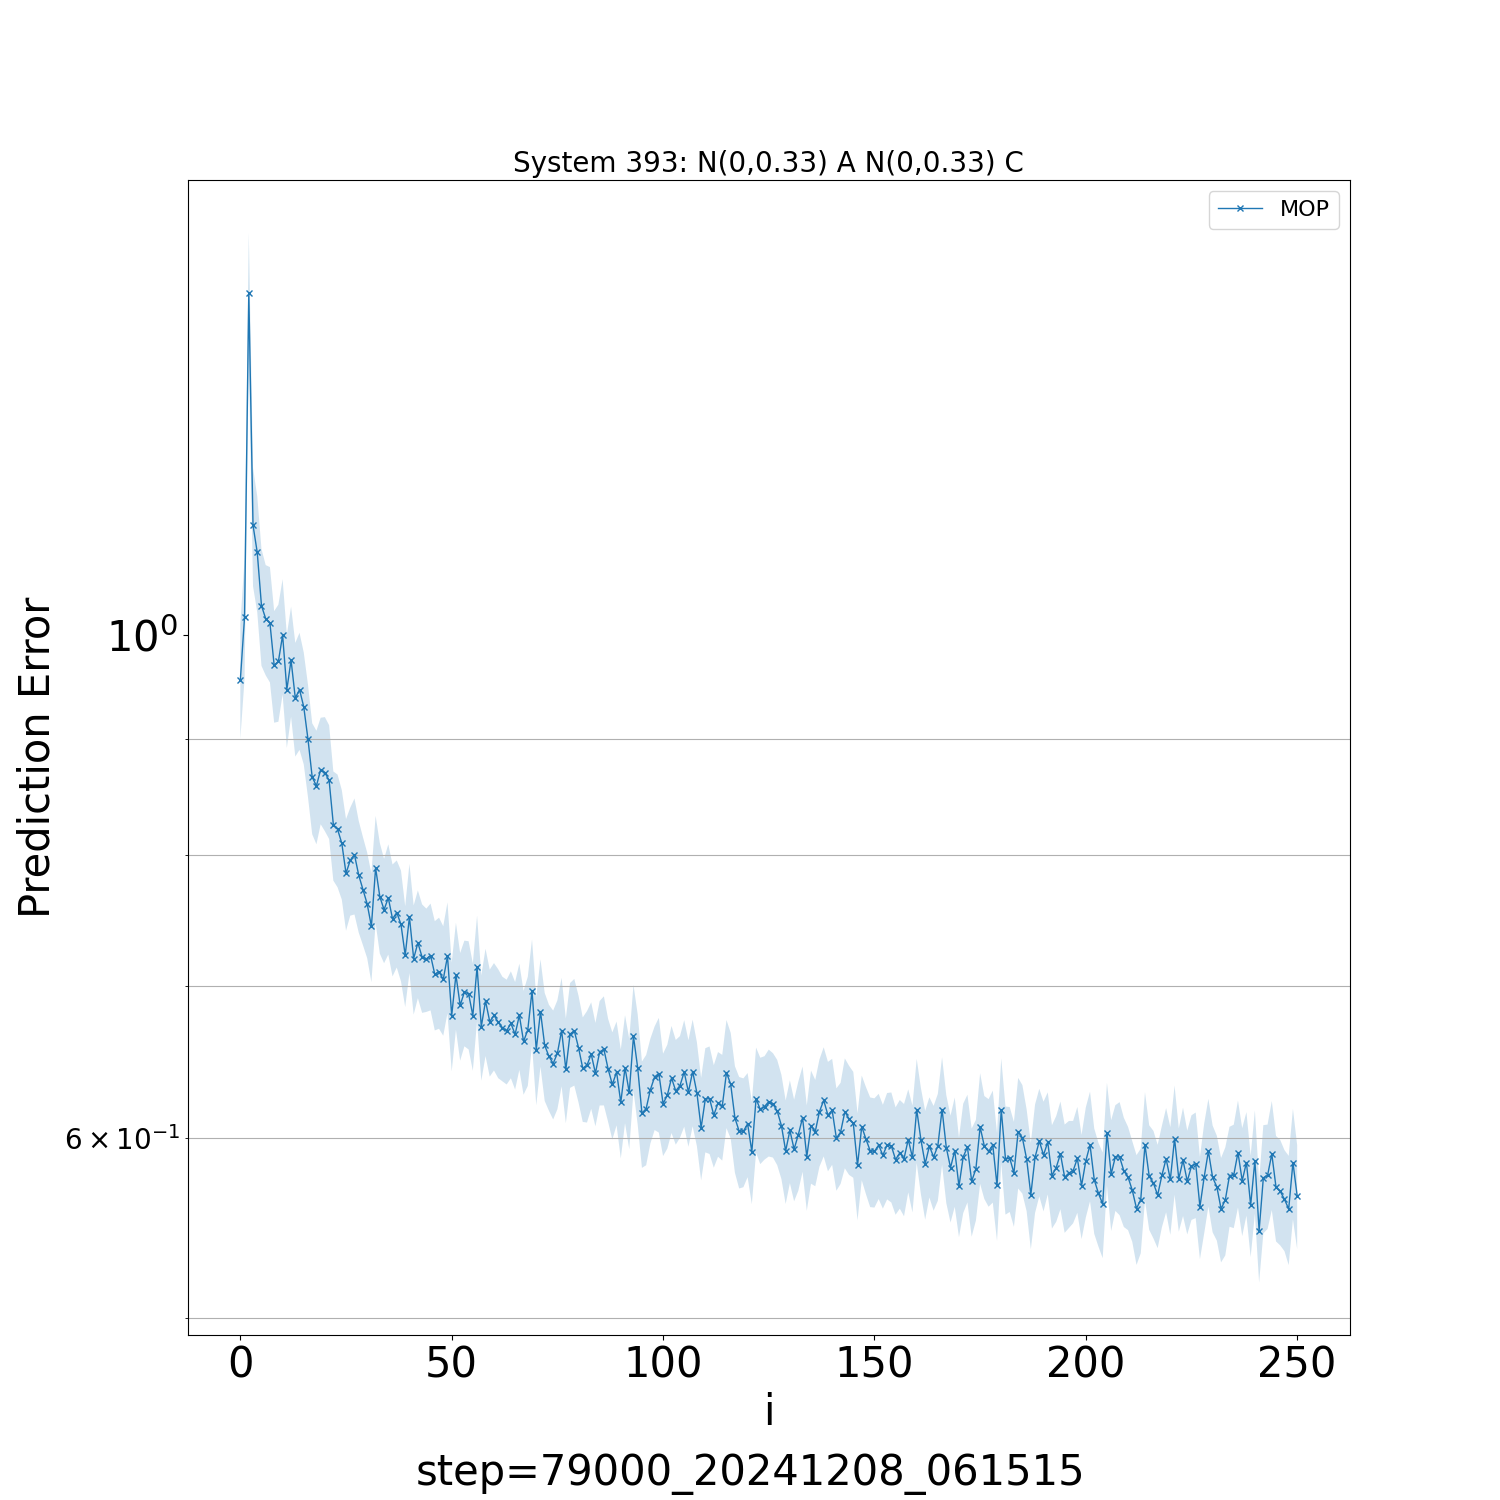 System 393: N(0,0.33) A N(0,0.33) C
MOP
Prediction Error
10⁰
6 × 10⁻¹
0 50 100 150 200 250
i
step=79000_20241208_061515